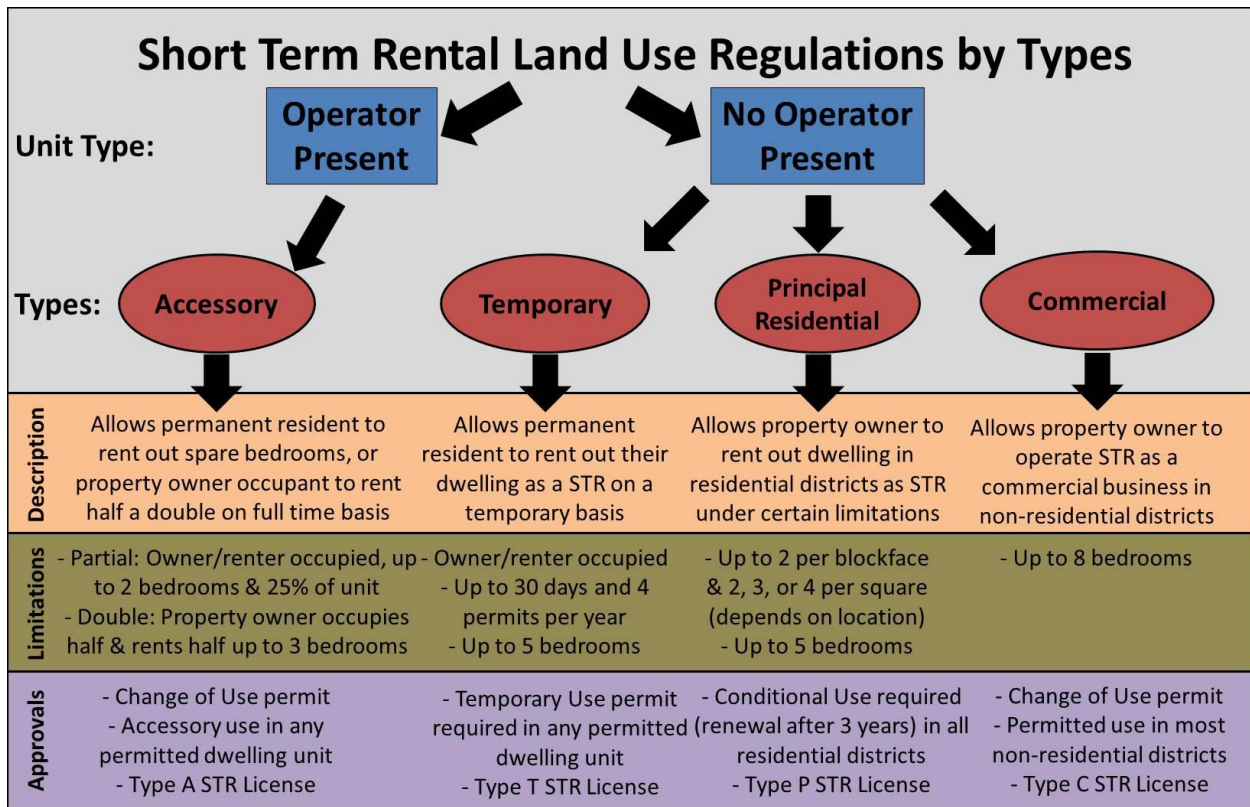 Short Term Rental Land Use Regulations by Types
Unit Type:
Operator
Present
No Operator
Present
Types:
Accessory
Temporary
Principal
Residential
Commercial
Description
Allows permanent resident to
rent out spare bedrooms, or
property owner occupant to rent
half a double on full time basis
Allows permanent
resident to rent out their
dwelling as a STR on a
temporary basis
Allows property owner to
rent out dwelling in
residential districts as STR
under certain limitations
Allows property owner to
operate STR as a
commercial business in
non-residential districts
Limitations
- Partial: Owner/renter occupied, up
to 2 bedrooms & 25% of unit
- Double: Property owner occupies
half & rents half up to 3 bedrooms
- Owner/renter occupied
- Up to 30 days and 4
permits per year
- Up to 5 bedrooms
- Up to 2 per blockface
& 2, 3, or 4 per square
(depends on location)
- Up to 5 bedrooms
- Up to 8 bedrooms
Approvals
- Change of Use permit
- Accessory use in any
permitted dwelling unit
- Type A STR License
- Temporary Use permit
required in any permitted
dwelling unit
- Type T STR License
- Conditional Use required
(renewal after 3 years) in all
residential districts
- Type P STR License
- Change of Use permit
- Permitted use in most
non-residential districts
- Type C STR License